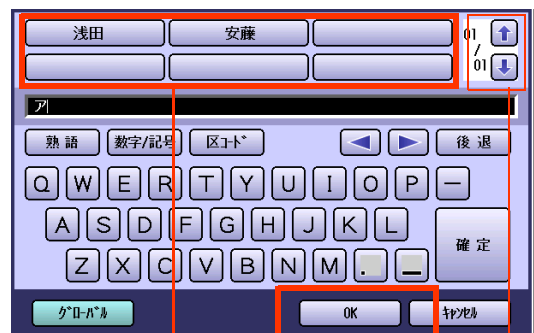 浅田 安藤
01
/
01
ア
熟語 数字/記号 区ｺｰﾄﾞ 後退
Q W E R T Y U I O P ー
A S D F G H J K L
確定
Z X C V B N M . _
ｸﾞﾛｰﾊﾞﾙ OK ｷｬﾝｾﾙ